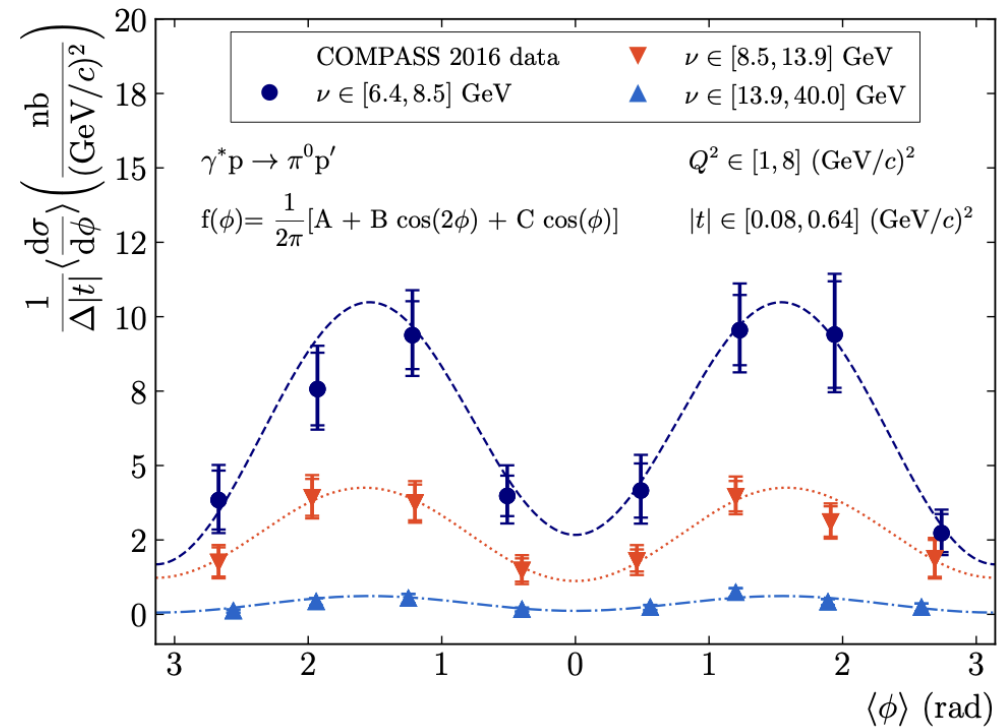 1/Δ|t| ⟨dσ/dϕ⟩ (nb/(GeV/c)²)
20
18
15
12
10
8
5
2
0
COMPASS 2016 data
ν ∈ [6.4, 8.5] GeV
ν ∈ [8.5, 13.9] GeV
ν ∈ [13.9, 40.0] GeV
γ*p → π⁰p′
Q² ∈ [1, 8] (GeV/c)²
f(ϕ)= 1/2π [A + B cos(2ϕ) + C cos(ϕ)]
|t| ∈ [0.08, 0.64] (GeV/c)²
3 2 1 0 1 2 3
⟨ϕ⟩ (rad)